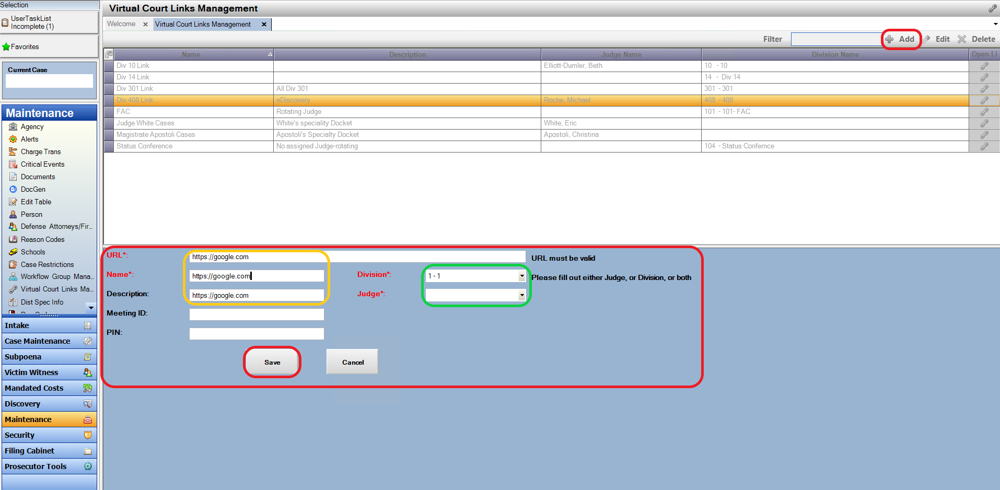 Selection
UserTaskList
Incomplete (1)
Favorites
Current Case
Maintenance
Agency
Alerts
Charge Trans
Critical Events
Documents
DocGen
Edit Table
Person
Defense Attorneys/Fir...
Reason Codes
Schools
Case Restrictions
Workflow Group Mana...
Virtual Court Links Ma...
Dist Spec Info
Intake
Case Maintenance
Subpoena
Victim Witness
Mandated Costs
Discovery
Maintenance
Security
Filing Cabinet
Prosecutor Tools
Virtual Court Links Management
Welcome x Virtual Court Links Management x
Filter Add Edit Delete
Name Description Judge Name Division Name Open Li
Div 10 Link Elliott-Dumler, Beth 10 - 10
Div 14 Link 14 - Div 14
Div 301 Link All Div 301 301 - 301
Div 408 Link eDiscovery Roche, Michael 408 - 408
FAC Rotating Judge 101 - 101- FAC
Judge White Cases White's speciality Docket White, Eric
Magistrate Apostoli Cases Apostoli's Specialty Docket Apostoli, Christina
Status Conference No assigned Judge-rotating 104 - Status Confernce
URL*: https://google.com URL must be valid
Name*: https://google.com Division*: 1 - 1 Please fill out either Judge, or Division, or both
Description: https://google.com Judge*:
Meeting ID:
PIN:
Save Cancel